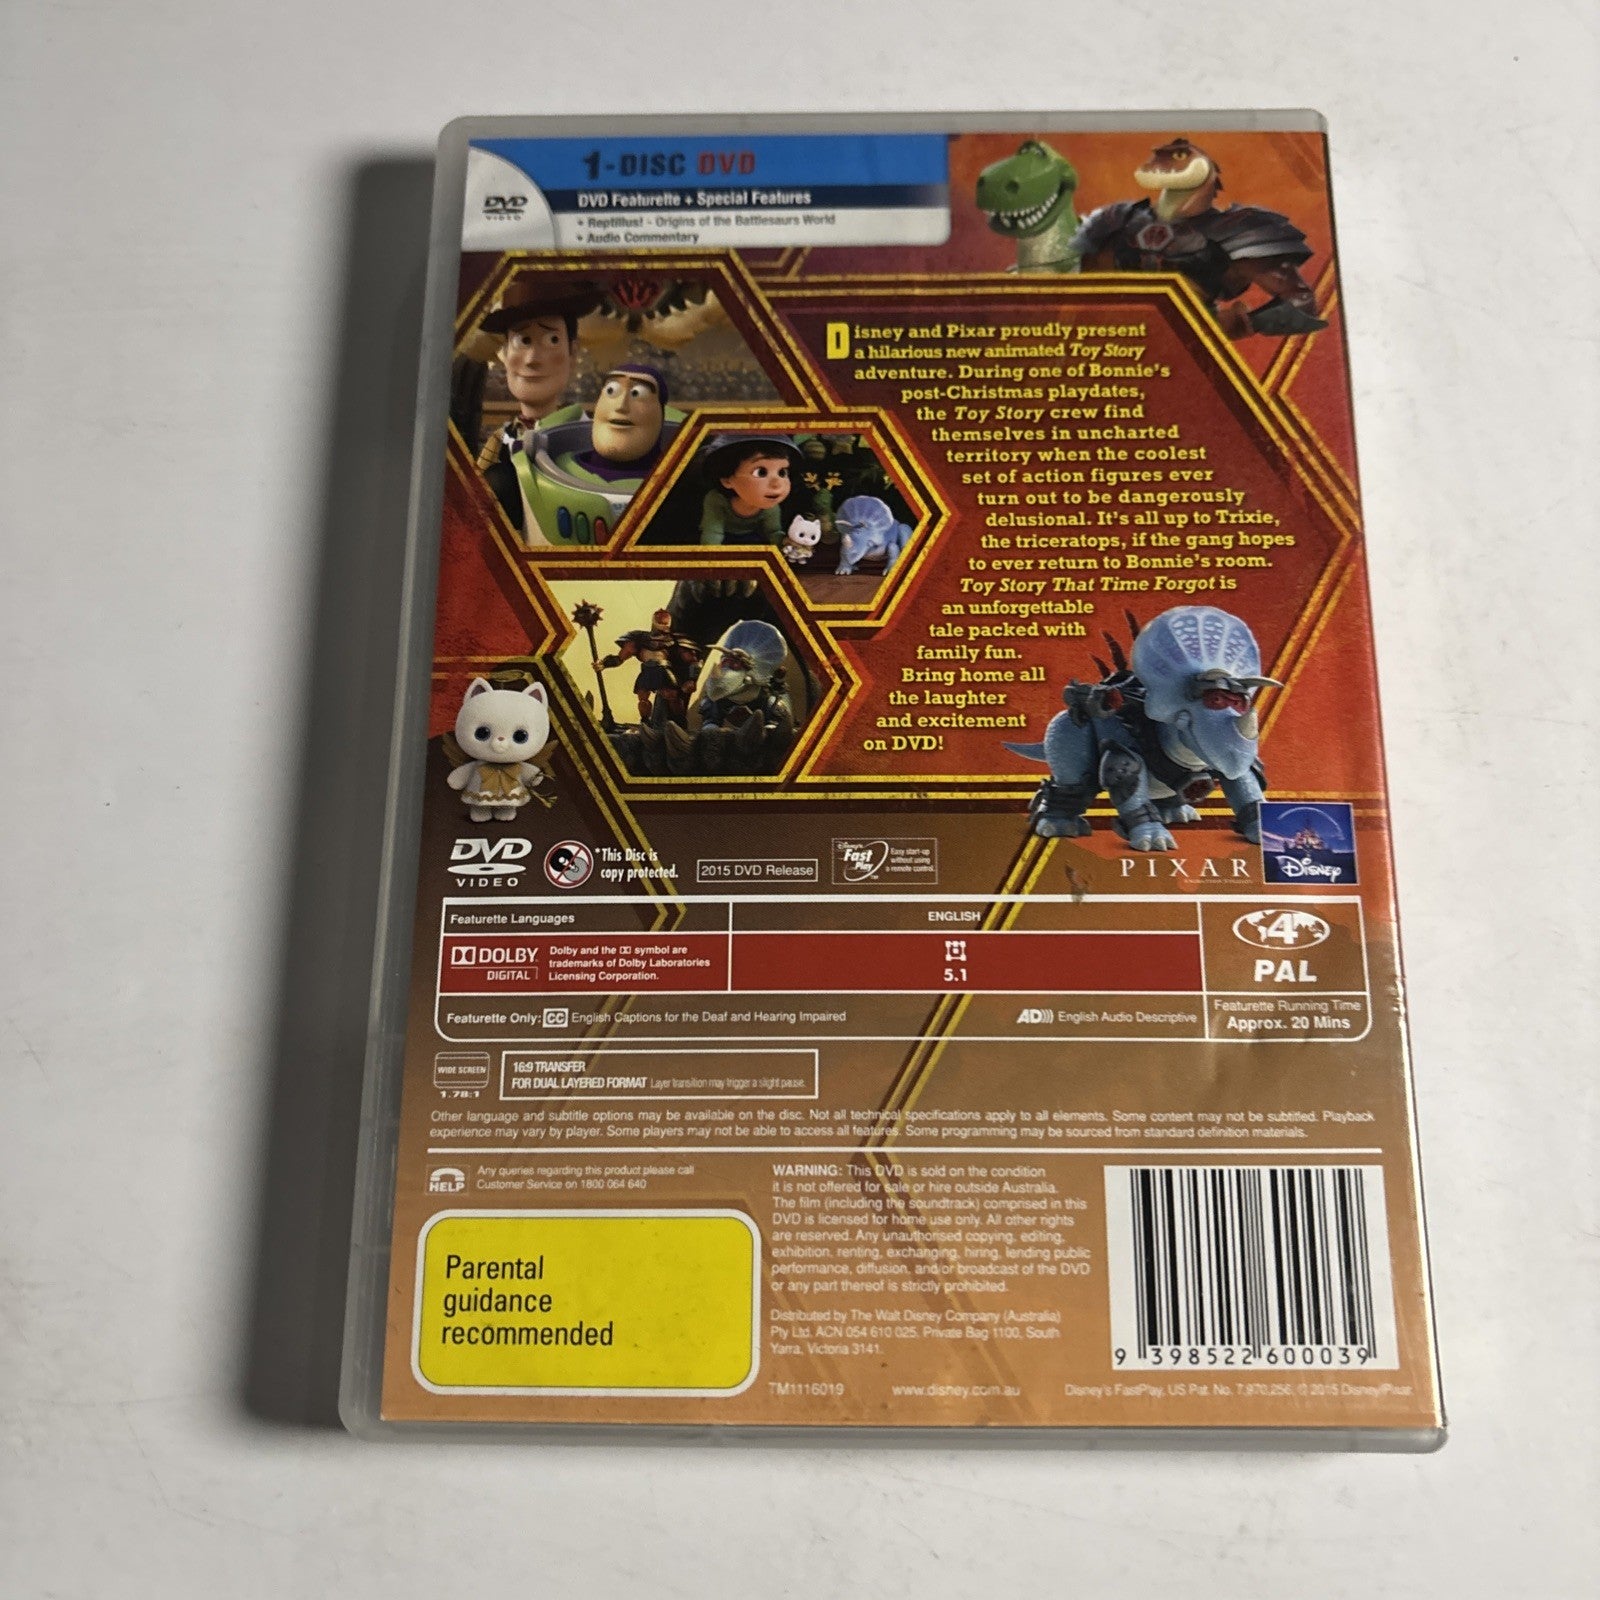 1-DISC DVD
DVD VIDEO
DVD Featurette + Special Features
• Reptillus! - Origins of the Battlesaurs World
• Audio Commentary
Disney and Pixar proudly present
a hilarious new animated Toy Story
adventure. During one of Bonnie's
post-Christmas playdates,
the Toy Story crew find
themselves in uncharted
territory when the coolest
set of action figures ever
turn out to be dangerously
delusional. It's all up to Trixie,
the triceratops, if the gang hopes
to ever return to Bonnie's room.
Toy Story That Time Forgot is
an unforgettable
tale packed with
family fun.
Bring home all
the laughter
and excitement
on DVD!
DVD
VIDEO
*This Disc is
copy protected.
2015 DVD Release
Disney's
Fast Play TM
Easy start-up
without using
a remote control.
PIXAR
Disney
Featurette Languages
ENGLISH
DOLBY
DIGITAL
Dolby and the DD symbol are
trademarks of Dolby Laboratories
Licensing Corporation.
5.1
4
PAL
Featurette Only: CC English Captions for the Deaf and Hearing Impaired
AD))) English Audio Descriptive
Featurette Running Time
Approx. 20 Mins
WIDE SCREEN
1.78:1
16:9 TRANSFER
FOR DUAL LAYERED FORMAT Layer transition may trigger a slight pause.
Other language and subtitle options may be available on the disc. Not all technical specifications apply to all elements. Some content may not be subtitled. Playback
experience may vary by player. Some players may not be able to access all features. Some programming may be sourced from standard definition materials.
HELP
Any queries regarding this product please call
Customer Service on 1800 064 640
Parental
guidance
recommended
WARNING: This DVD is sold on the condition
it is not offered for sale or hire outside Australia.
The film (including the soundtrack) comprised in this
DVD is licensed for home use only. All other rights
are reserved. Any unauthorised copying, editing,
exhibition, renting, exchanging, hiring, lending public
performance, diffusion, and/or broadcast of the DVD
or any part thereof is strictly prohibited.
Distributed by The Walt Disney Company (Australia)
Pty Ltd. ACN 054 610 025. Private Bag 1100, South
Yarra, Victoria 3141.
9 398522 600039
TM1116019
www.disney.com.au
Disney's FastPlay, US Pat. No. 7,970,256, © 2015 Disney/Pixar